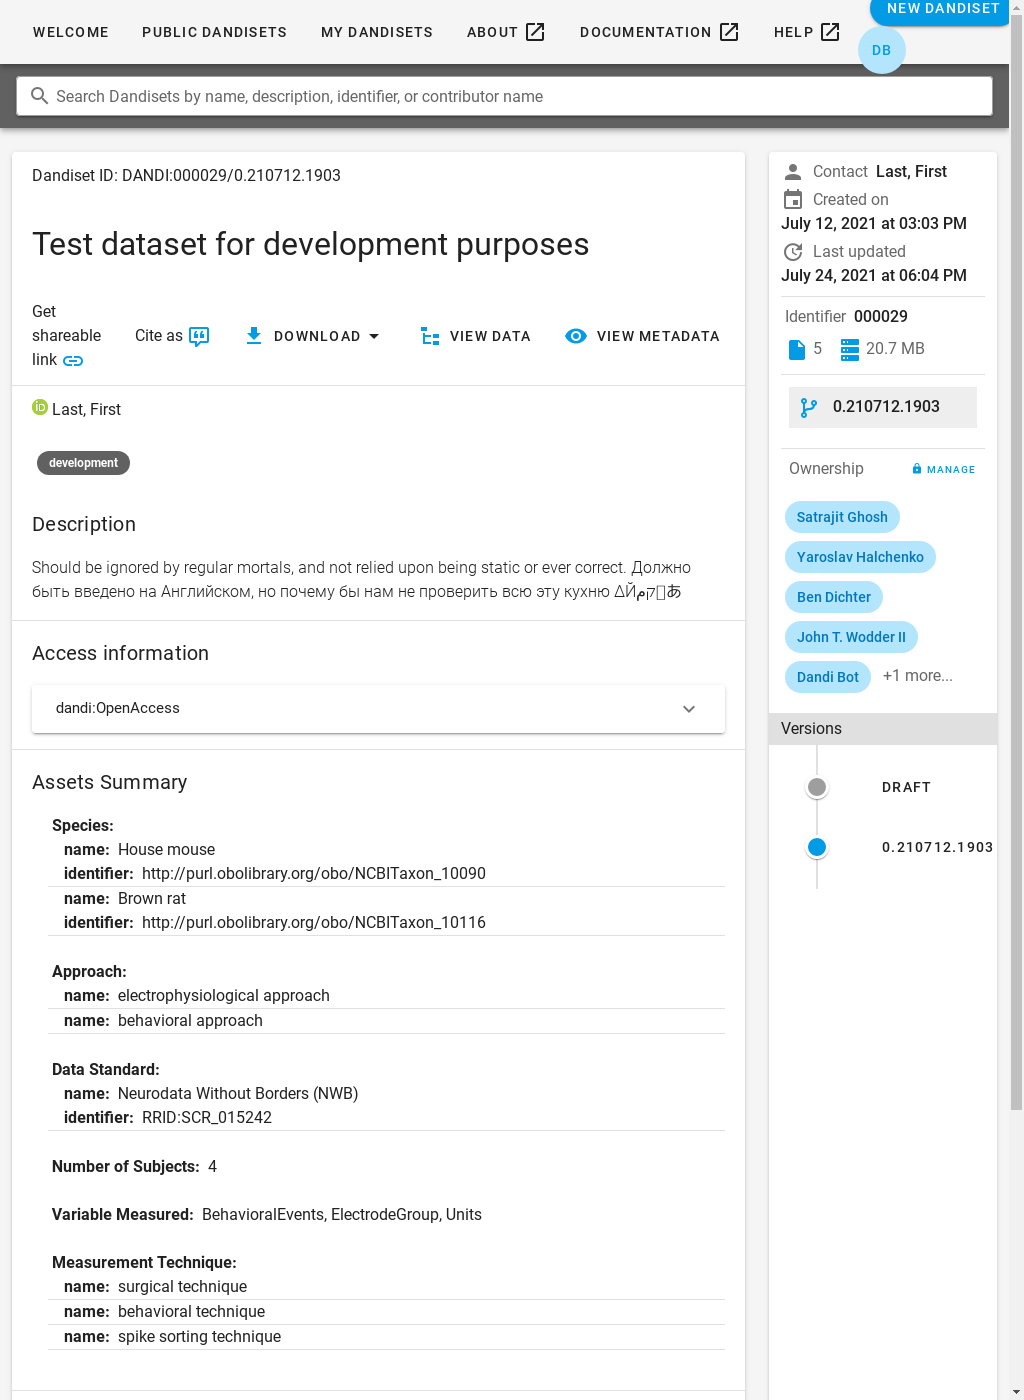 WELCOME
PUBLIC DANDISETS
MY DANDISETS
ABOUT
DOCUMENTATION
HELP
NEW DANDISET
DB
Search Dandisets by name, description, identifier, or contributor name
Dandiset ID: DANDI:000029/0.210712.1903
Test dataset for development purposes
Get
shareable
link
Cite as
DOWNLOAD
VIEW DATA
VIEW METADATA
iD Last, First
development
Description
Should be ignored by regular mortals, and not relied upon being static or ever correct. Должно
быть введено на Английском, но почему бы нам не проверить всю эту кухню ΔЙקم7あ
Access information
dandi:OpenAccess
Assets Summary
Species:
name: House mouse
identifier: http://purl.obolibrary.org/obo/NCBITaxon_10090
name: Brown rat
identifier: http://purl.obolibrary.org/obo/NCBITaxon_10116
Approach:
name: electrophysiological approach
name: behavioral approach
Data Standard:
name: Neurodata Without Borders (NWB)
identifier: RRID:SCR_015242
Number of Subjects: 4
Variable Measured: BehavioralEvents, ElectrodeGroup, Units
Measurement Technique:
name: surgical technique
name: behavioral technique
name: spike sorting technique
Contact Last, First
Created on
July 12, 2021 at 03:03 PM
Last updated
July 24, 2021 at 06:04 PM
Identifier 000029
5
20.7 MB
0.210712.1903
Ownership
MANAGE
Satrajit Ghosh
Yaroslav Halchenko
Ben Dichter
John T. Wodder II
Dandi Bot
+1 more...
Versions
DRAFT
0.210712.1903